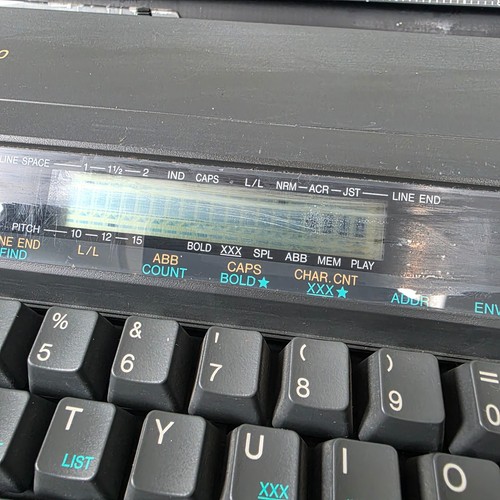 LINE SPACE 1 1½ 2 IND CAPS L/L NRM ACR JST LINE END
PITCH 10 12 15 BOLD XXX SPL ABB MEM PLAY
NE END L/L ABB CAPS CHAR.CNT
FIND COUNT BOLD★ XXX★ ADDR ENV
% & ' ( ) =
5 6 7 8 9 0
T Y U I O
LIST XXX